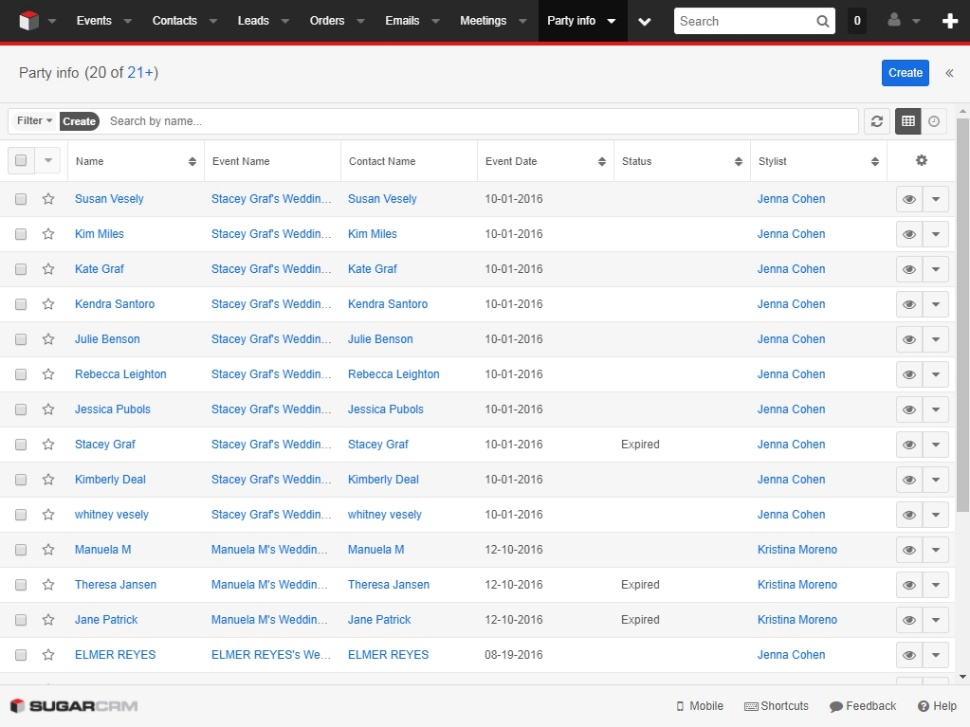 Events Contacts Leads Orders Emails Meetings Party info Search 0
Party info (20 of 21+) Create «
Filter Create Search by name...
Name Event Name Contact Name Event Date Status Stylist
Susan Vesely Stacey Graf's Weddin... Susan Vesely 10-01-2016 Jenna Cohen
Kim Miles Stacey Graf's Weddin... Kim Miles 10-01-2016 Jenna Cohen
Kate Graf Stacey Graf's Weddin... Kate Graf 10-01-2016 Jenna Cohen
Kendra Santoro Stacey Graf's Weddin... Kendra Santoro 10-01-2016 Jenna Cohen
Julie Benson Stacey Graf's Weddin... Julie Benson 10-01-2016 Jenna Cohen
Rebecca Leighton Stacey Graf's Weddin... Rebecca Leighton 10-01-2016 Jenna Cohen
Jessica Pubols Stacey Graf's Weddin... Jessica Pubols 10-01-2016 Jenna Cohen
Stacey Graf Stacey Graf's Weddin... Stacey Graf 10-01-2016 Expired Jenna Cohen
Kimberly Deal Stacey Graf's Weddin... Kimberly Deal 10-01-2016 Jenna Cohen
whitney vesely Stacey Graf's Weddin... whitney vesely 10-01-2016 Jenna Cohen
Manuela M Manuela M's Weddin... Manuela M 12-10-2016 Kristina Moreno
Theresa Jansen Manuela M's Weddin... Theresa Jansen 12-10-2016 Expired Kristina Moreno
Jane Patrick Manuela M's Weddin... Jane Patrick 12-10-2016 Expired Kristina Moreno
ELMER REYES ELMER REYES's We... ELMER REYES 08-19-2016 Jenna Cohen
SUGARCRM Mobile Shortcuts Feedback Help